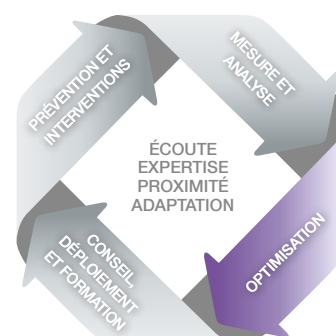 PRÉVENTION ET
INTERVENTIONS
MESURE ET
ANALYSE
ÉCOUTE
EXPERTISE
PROXIMITÉ
ADAPTATION
OPTIMISATION
CONSEIL,
DÉPLOIEMENT
ET FORMATION